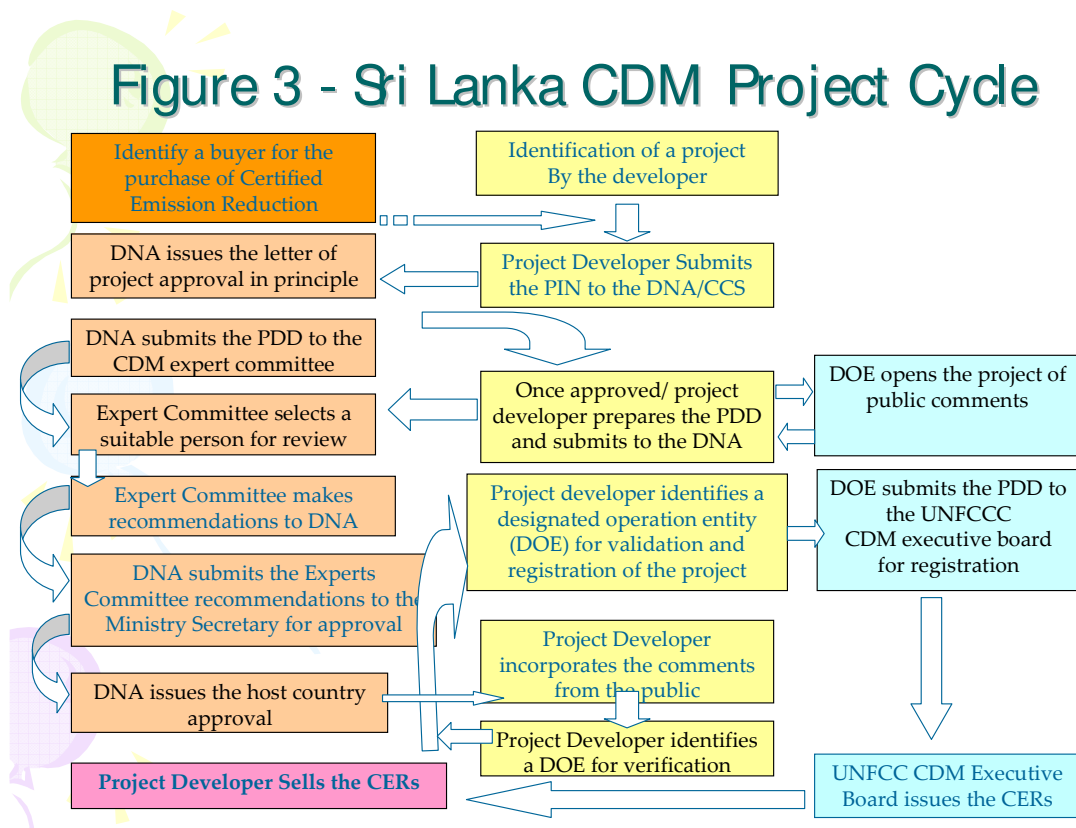 Figure 3 - Sri Lanka CDM Project Cycle
Identify a buyer for the
purchase of Certified
Emission Reduction
Identification of a project
By the developer
DNA issues the letter of
project approval in principle
Project Developer Submits
the PIN to the DNA/CCS
DNA submits the PDD to the
CDM expert committee
Expert Committee selects a
suitable person for review
Once approved/ project
developer prepares the PDD
and submits to the DNA
DOE opens the project of
public comments
Expert Committee makes
recommendations to DNA
Project developer identifies a
designated operation entity
(DOE) for validation and
registration of the project
DOE submits the PDD to
the UNFCCC
CDM executive board
for registration
DNA submits the Experts
Committee recommendations to the
Ministry Secretary for approval
Project Developer
incorporates the comments
from the public
DNA issues the host country
approval
Project Developer identifies
a DOE for verification
Project Developer Sells the CERs
UNFCC CDM Executive
Board issues the CERs